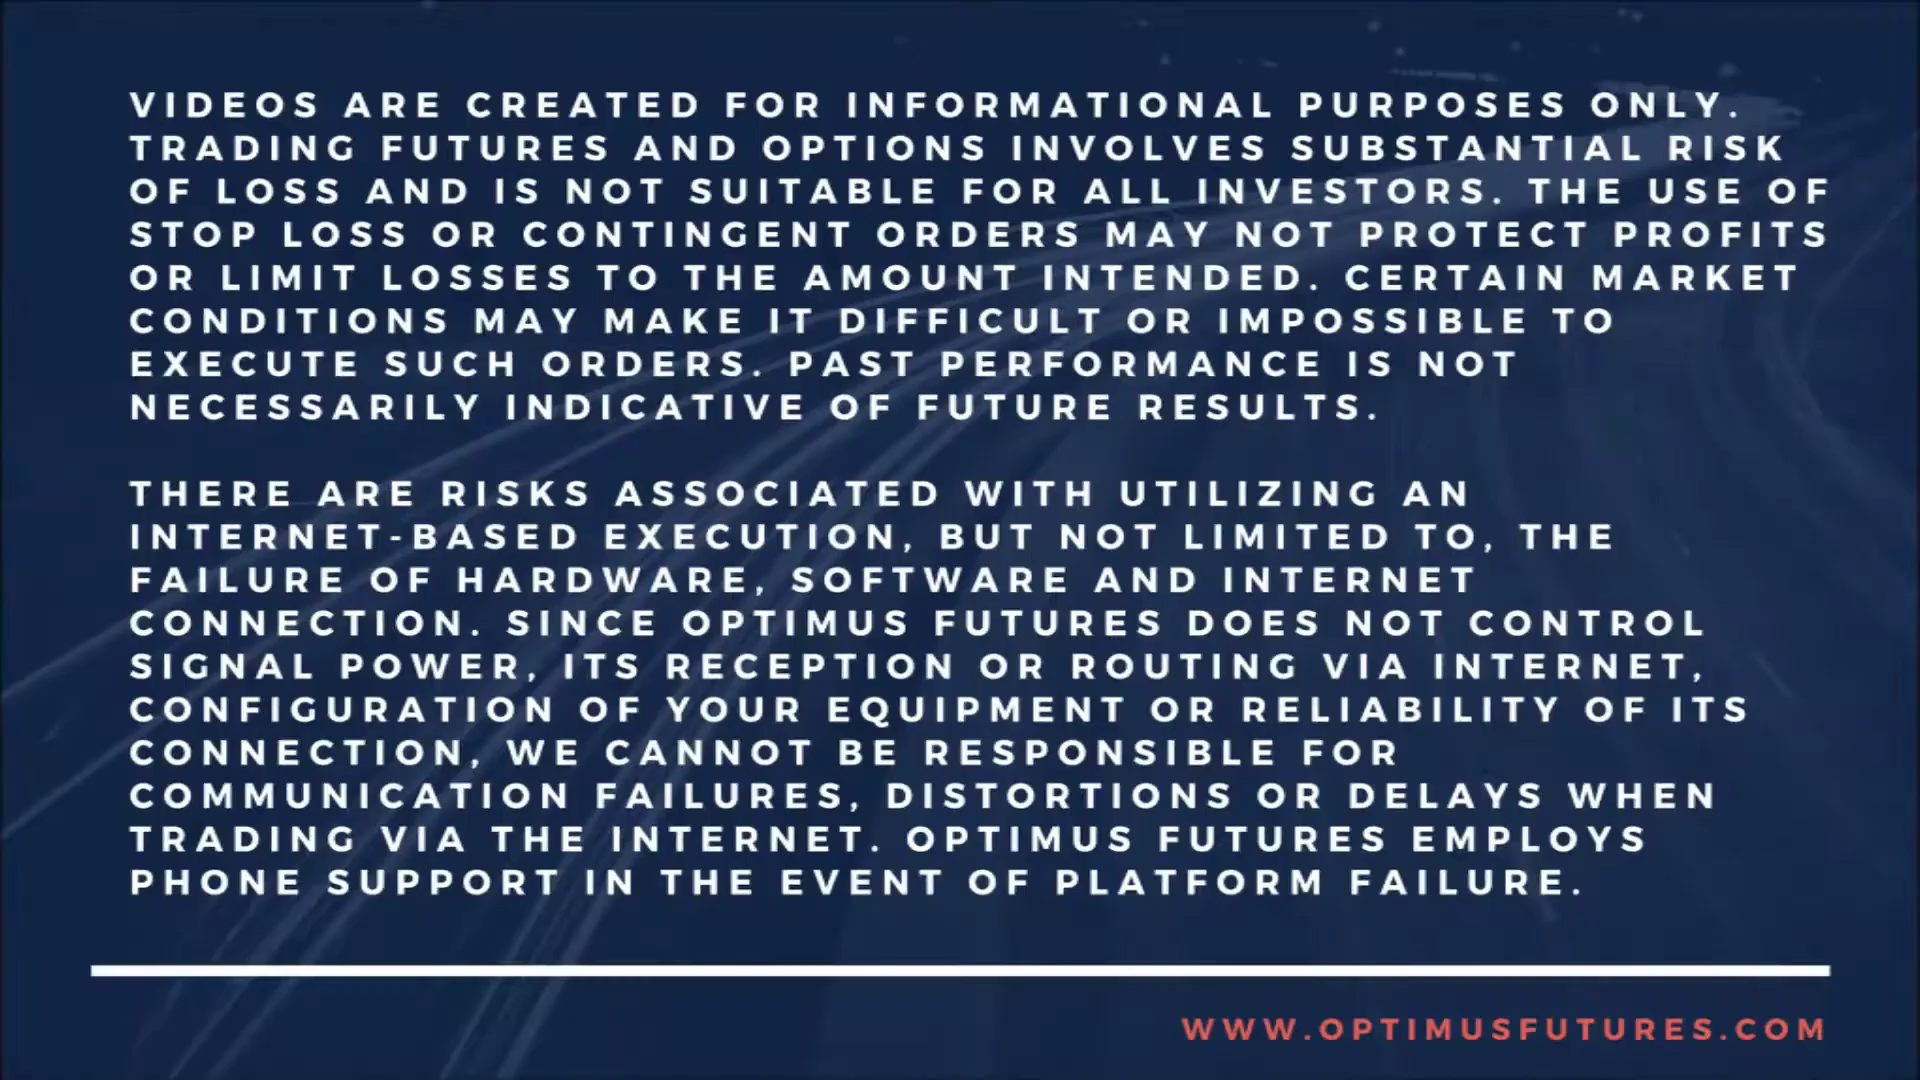 VIDEOS ARE CREATED FOR INFORMATIONAL PURPOSES ONLY.
TRADING FUTURES AND OPTIONS INVOLVES SUBSTANTIAL RISK
OF LOSS AND IS NOT SUITABLE FOR ALL INVESTORS. THE USE OF
STOP LOSS OR CONTINGENT ORDERS MAY NOT PROTECT PROFITS
OR LIMIT LOSSES TO THE AMOUNT INTENDED. CERTAIN MARKET
CONDITIONS MAY MAKE IT DIFFICULT OR IMPOSSIBLE TO
EXECUTE SUCH ORDERS. PAST PERFORMANCE IS NOT
NECESSARILY INDICATIVE OF FUTURE RESULTS.
THERE ARE RISKS ASSOCIATED WITH UTILIZING AN
INTERNET-BASED EXECUTION, BUT NOT LIMITED TO, THE
FAILURE OF HARDWARE, SOFTWARE AND INTERNET
CONNECTION. SINCE OPTIMUS FUTURES DOES NOT CONTROL
SIGNAL POWER, ITS RECEPTION OR ROUTING VIA INTERNET,
CONFIGURATION OF YOUR EQUIPMENT OR RELIABILITY OF ITS
CONNECTION, WE CANNOT BE RESPONSIBLE FOR
COMMUNICATION FAILURES, DISTORTIONS OR DELAYS WHEN
TRADING VIA THE INTERNET. OPTIMUS FUTURES EMPLOYS
PHONE SUPPORT IN THE EVENT OF PLATFORM FAILURE.
WWW.OPTIMUSFUTURES.COM